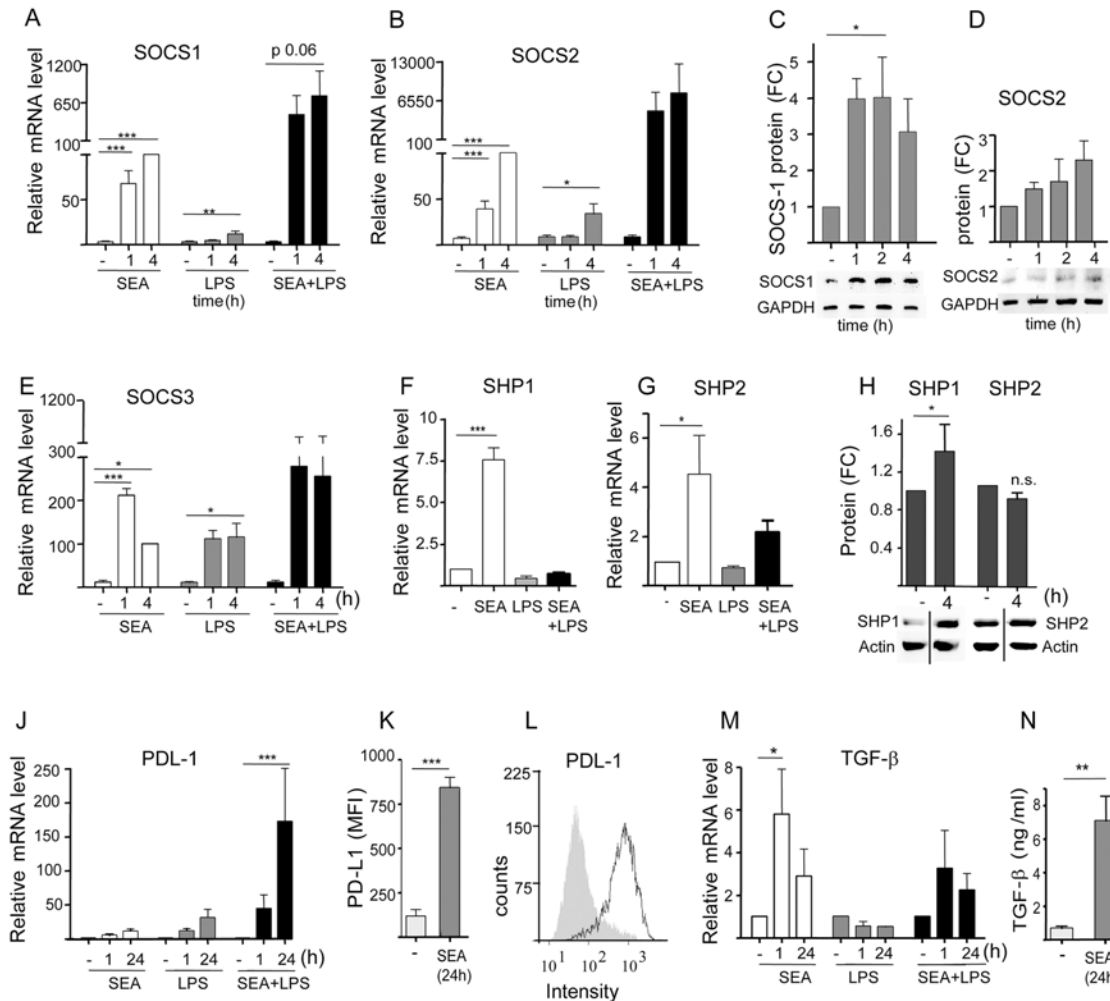 A
SOCS1
Relative mRNA level
1200
650
100
50
p 0.06
***
***
**
- 1 4 - 1 4 - 1 4
SEA LPS SEA+LPS
time(h)
B
SOCS2
Relative mRNA level
13000
6550
100
50
***
***
*
- 1 4 - 1 4 - 1 4
SEA LPS SEA+LPS
time(h)
C
SOCS-1 protein (FC)
5
4
3
2
1
*
- 1 2 4
SOCS1
GAPDH
time (h)
D
SOCS2
protein (FC)
3
2
1
- 1 2 4
SOCS2
GAPDH
time (h)
E
SOCS3
Relative mRNA level
1200
300
200
100
*
***
*
- 1 4 - 1 4 - 1 4 (h)
SEA LPS SEA+LPS
F
SHP1
Relative mRNA level
10
7.5
5.0
2.5
***
- SEA LPS SEA
+LPS
G
SHP2
Relative mRNA level
6
4
2
*
- SEA LPS SEA
+LPS
H
SHP1 SHP2
Protein (FC)
1.6
1.2
0.8
0.4
*
n.s.
- 4 - 4 (h)
SHP1 SHP2
Actin Actin
J
PDL-1
Relative mRNA level
250
200
150
100
50
0
***
- 1 24 - 1 24 - 1 24 (h)
SEA LPS SEA+LPS
K
PD-L1 (MFI)
1000
750
500
250
***
- SEA
(24h)
L
PDL-1
counts
225
150
75
10¹ 10² 10³
Intensity
M
TGF-β
Relative mRNA level
8
6
4
2
0
*
- 1 24 - 1 24 - 1 24 (h)
SEA LPS SEA+LPS
N
TGF-β (ng /ml)
8
6
4
2
0
**
- SEA
(24h